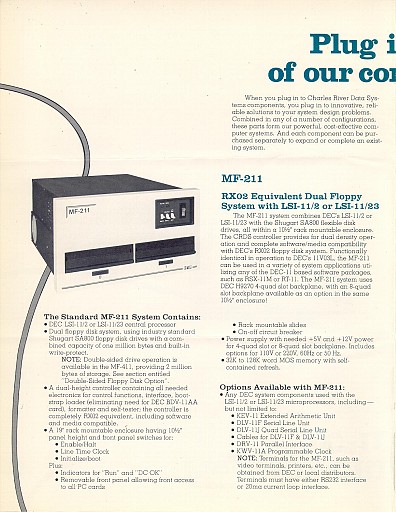 Plug i
of our co
When you plug in to Charles River Data Sys-
tems components, you plug in to innovative, reli-
able solutions to your system design problems.
Combined in any of a number of configurations,
these parts form our powerful, cost-effective com-
puter systems. And each component can be pur-
chased separately to expand or complete an exist-
ing system.
MF-211
MF-211
RX02 Equivalent Dual Floppy
System with LSI-11/2 or LSI-11/23
The MF-211 system combines DEC's LSI-11/2 or
LSI-11/23 with the Shugart SA800 flexible disk
drives, all within a 10½" rack mountable enclosure.
The CRDS controller provides for dual density oper-
ation and complete software/media compatibility
with DEC's RX02 floppy disk system. Functionally
identical in operation to DEC's 11V03L, the MF-211
can be used in a variety of system applications uti-
lizing any of the DEC-11 based software packages,
such as RSX-11M or RT-11. The MF-211 system uses
DEC H9270 4-quad slot backplane, with an 8-quad
slot backplane available as an option in the same
10½" enclosure!
The Standard MF-211 System Contains:
• DEC LSI-11/2 or LSI-11/23 central processor
• Dual floppy disk system, using industry standard
Shugart SA800 floppy disk drives with a com-
bined capacity of one million bytes and built-in
write-protect.
NOTE: Double-sided drive operation is
available in the MF-411, providing 2 million
bytes of storage. See section entitled
"Double-Sided Floppy Disk Option".
• A dual-height controller containing all needed
electronics for control functions, interface, boot-
strap loader (eliminating need for DEC BDV-11AA
card), formatter and self-tester; the controller is
completely RX02 equivalent, including software
and media compatible.
• A 19" rack mountable enclosure having 10½"
panel height and front panel switches for:
• Enable/Halt
• Line Time Clock
• Initialize/boot
Plus:
• Indicators for "Run" and "DC OK"
• Removable front panel allowing front access
to all PC cards
• Rack mountable slides
• On-off circuit breaker
• Power supply with needed +5V and +12V power
for 4-quad slot or 8-quad slot backplane. Includes
options for 110V or 220V, 60Hz or 50 Hz.
• 32K to 128K word MOS memory with self-
contained refresh.
Options Available with MF-211:
• Any DEC system components used with the
LSI-11/2 or LSI-11/23 microprocessors, including—
but not limited to:
• KEV-11 Extended Arithmetic Unit
• DLV-11F Serial Line Unit
• DLV-11J Quad Serial Line Unit
• Cables for DLV-11F & DLV-11J
• DRV-11 Parallel Interface
• KWV-11A Programmable Clock
NOTE: Terminals for the MF-211, such as
video terminals, printers, etc., can be
obtained from DEC or local distributors.
Terminals must have either RS232 interface
or 20ma current loop interface.